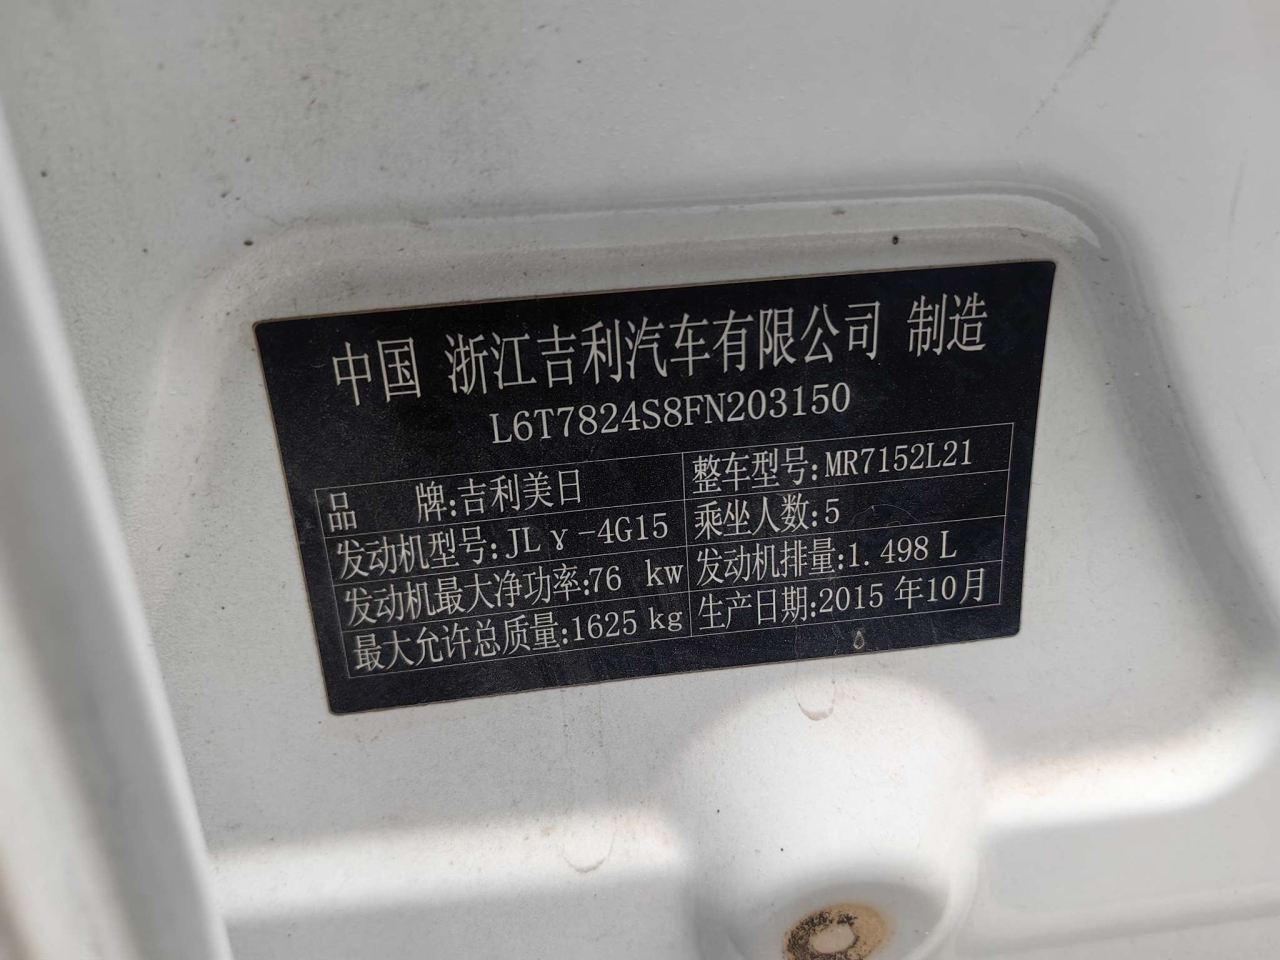 中国 浙江吉利汽车有限公司 制造
L6T7824S8FN203150
品 牌:吉利美日 整车型号:MR7152L21
发动机型号:JLγ-4G15 乘坐人数:5
发动机最大净功率:76 kw 发动机排量:1.498 L
最大允许总质量:1625 kg 生产日期:2015 年10月